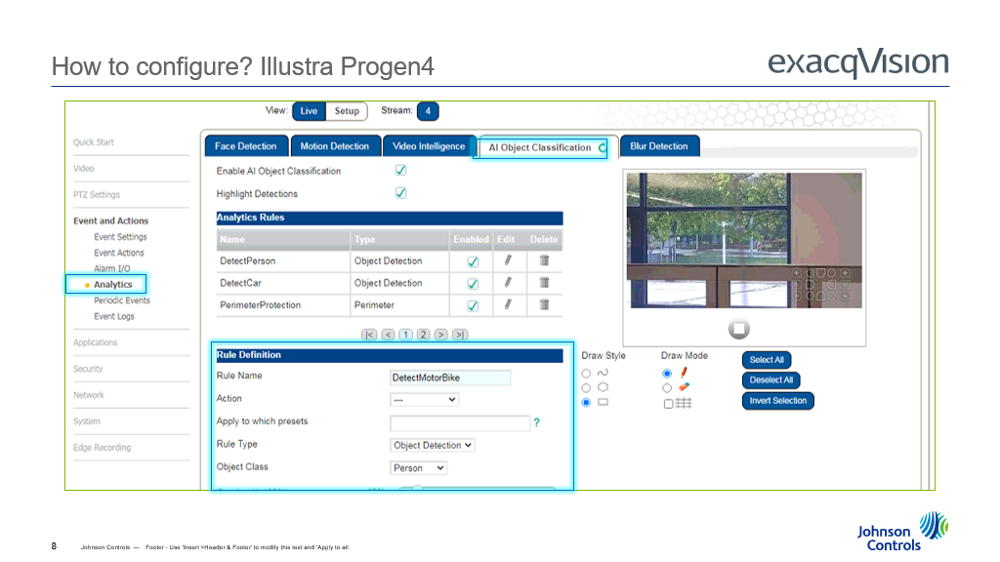 How to configure? Illustra Progen4
exacqVision
View: Live Setup Stream: 4
Quick Start
Video
PTZ Settings
Event and Actions
Event Settings
Event Actions
Alarm I/O
Analytics
Periodic Events
Event Logs
Applications
Security
Network
System
Edge Recording
Face Detection Motion Detection Video Intelligence AI Object Classification Blur Detection
Enable AI Object Classification
Highlight Detections
Analytics Rules
Name Type Enabled Edit Delete
DetectPerson Object Detection
DetectCar Object Detection
PerimeterProtection Perimeter
|< < 1 2 > >|
Rule Definition
Rule Name DetectMotorBike
Action ---
Apply to which presets ?
Rule Type Object Detection
Object Class Person
Draw Style Draw Mode
Select All
Deselect All
Invert Selection
8 Johnson Controls — Footer - Use 'Insert >Header & Footer' to modify this text and 'Apply to all
Johnson
Controls